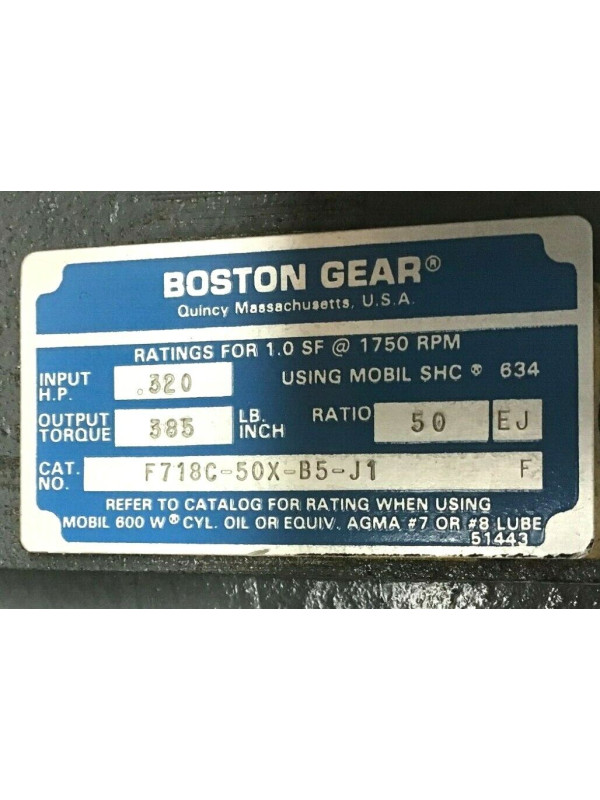 BOSTON GEAR®
Quincy Massachusetts, U.S.A.
RATINGS FOR 1.0 SF @ 1750 RPM
INPUT H.P. .320 USING MOBIL SHC ® 634
OUTPUT TORQUE 385 LB. INCH RATIO 50 EJ
CAT. NO. F718C-50X-B5-J1 F
REFER TO CATALOG FOR RATING WHEN USING
MOBIL 600 W® CYL. OIL OR EQUIV. AGMA #7 OR #8 LUBE
51443